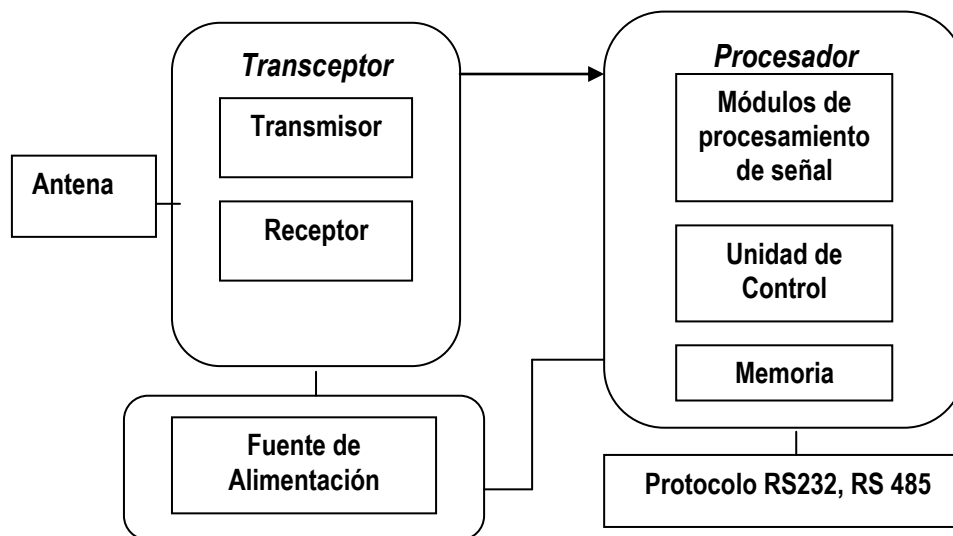 Antena
Transceptor
Transmisor
Receptor
Fuente de
Alimentación
Procesador
Módulos de
procesamiento
de señal
Unidad de
Control
Memoria
Protocolo RS232, RS 485